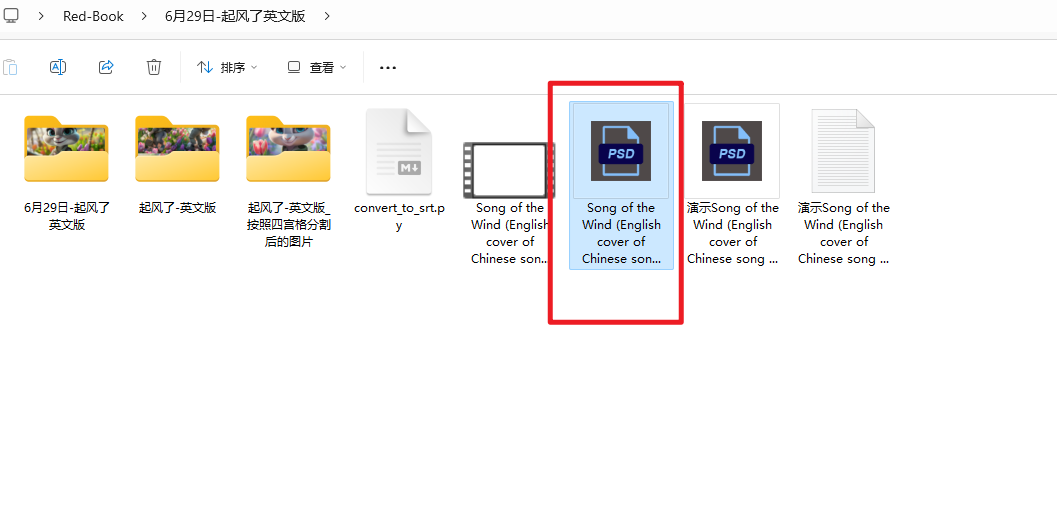 Red-Book
6月29日-起风了英文版
排序
查看
6月29日-起风了
英文版
起风了-英文版
起风了-英文版_
按照四宫格分割
后的图片
M
convert_to_srt.p
y
Song of the
Wind (English
cover of
Chinese son...
PSD
Song of the
Wind (English
cover of
Chinese son...
PSD
演示Song of the
Wind (English
cover of
Chinese song ...
演示Song of the
Wind (English
cover of
Chinese song ...